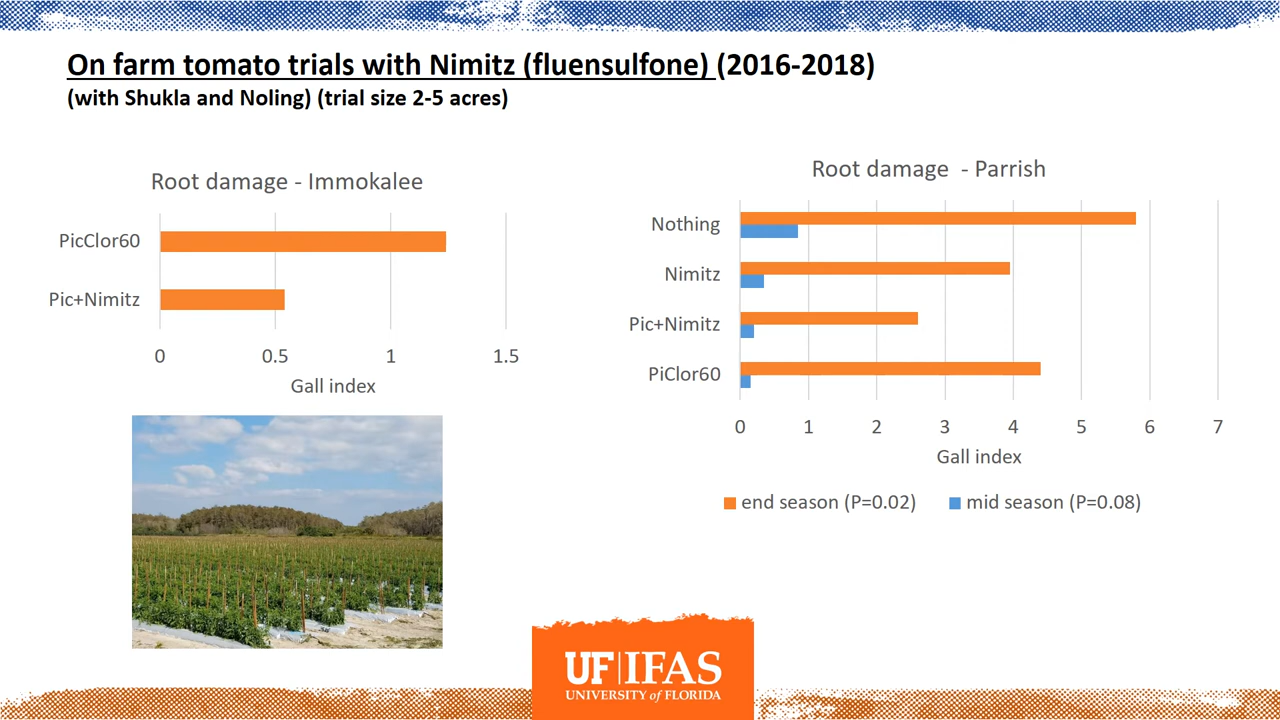 On farm tomato trials with Nimitz (fluensulfone) (2016-2018)
(with Shukla and Noling) (trial size 2-5 acres)
Root damage - Immokalee
PicClor60
Pic+Nimitz
0 0.5 1 1.5
Gall index
Root damage - Parrish
Nothing
Nimitz
Pic+Nimitz
PiClor60
0 1 2 3 4 5 6 7
Gall index
end season (P=0.02) mid season (P=0.08)
UF|IFAS
UNIVERSITY of FLORIDA